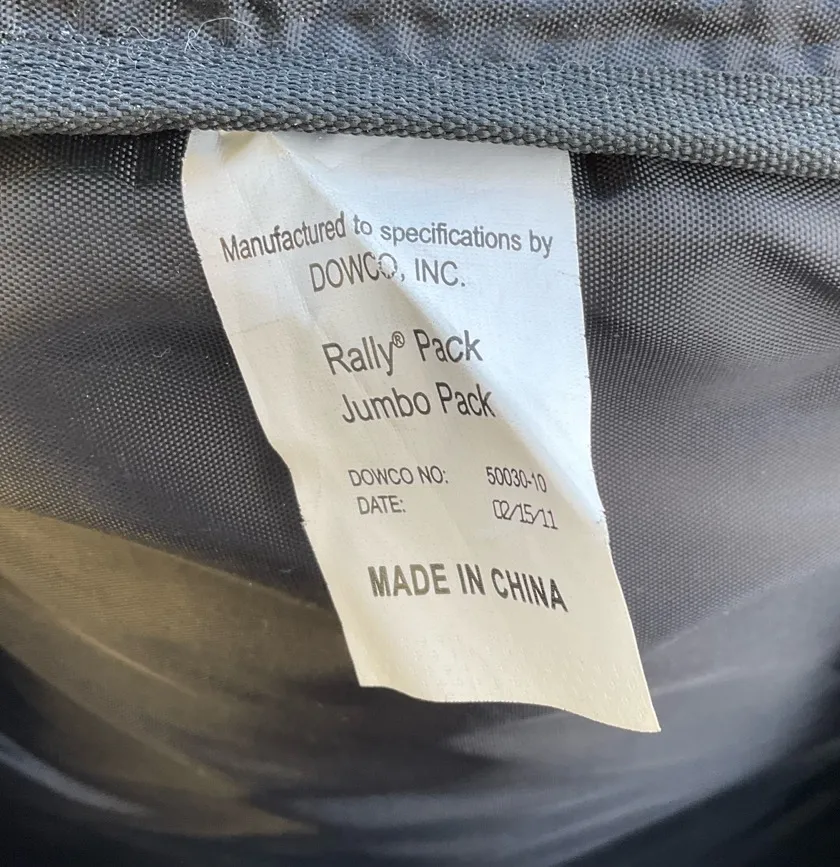 Manufactured to specifications by
DOWCO, INC.
Rally® Pack
Jumbo Pack
DOWCO NO: 50030-10
DATE: 02/15/11
MADE IN CHINA